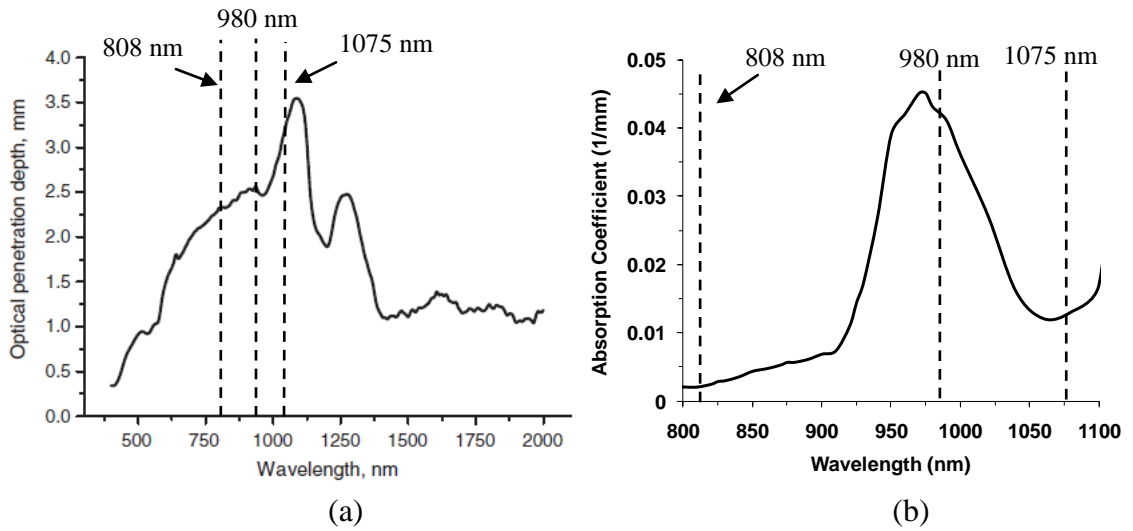 980 nm
808 nm
1075 nm
4.0
3.5
3.0
2.5
2.0
1.5
1.0
0.5
0.0
Optical penetration depth, mm
500 750 1000 1250 1500 1750 2000
Wavelength, nm
(a)
808 nm
980 nm
1075 nm
0.05
0.04
0.03
0.02
0.01
0
Absorption Coefficient (1/mm)
800 850 900 950 1000 1050 1100
Wavelength (nm)
(b)